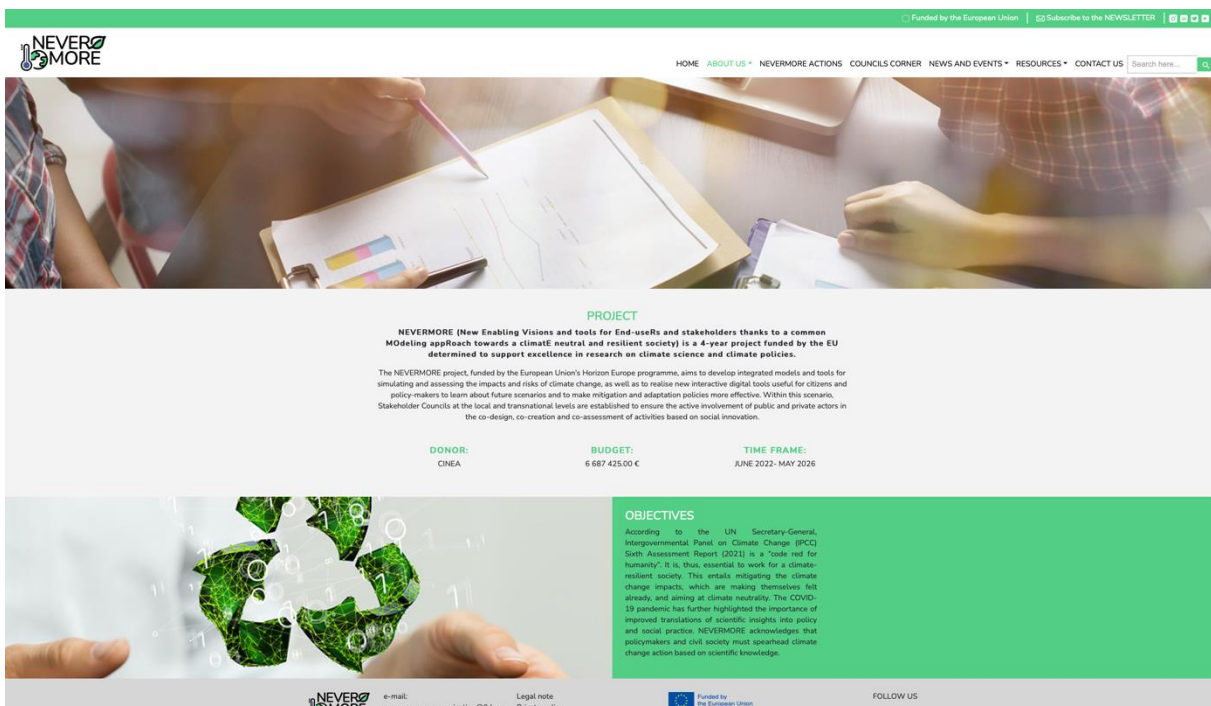 Funded by the European Union
Subscribe to the NEWSLETTER
NEVER
MORE
HOME ABOUT US NEVERMORE ACTIONS COUNCILS CORNER NEWS AND EVENTS RESOURCES CONTACT US Search here...
PROJECT
NEVERMORE (New Enabling Visions and tools for End-useRs and stakeholders thanks to a common
MOdeling appRoach towards a climatE neutral and resilient society) is a 4-year project funded by the EU
determined to support excellence in research on climate science and climate policies.
The NEVERMORE project, funded by the European Union's Horizon Europe programme, aims to develop integrated models and tools for
simulating and assessing the impacts and risks of climate change, as well as to realise new interactive digital tools useful for citizens and
policy-makers to learn about future scenarios and to make mitigation and adaptation policies more effective. Within this scenario,
Stakeholder Councils at the local and transnational levels are established to ensure the active involvement of public and private actors in
the co-design, co-creation and co-assessment of activities based on social innovation.
DONOR: BUDGET: TIME FRAME:
CINEA 6 687 425.00 € JUNE 2022- MAY 2026
OBJECTIVES
According to the UN Secretary-General,
Intergovernmental Panel on Climate Change (IPCC)
Sixth Assessment Report (2021) is a "code red for
humanity". It is, thus, essential to work for a climate-
resilient society. This entails mitigating the climate
change impacts, which are making themselves felt
already, and aiming at climate neutrality. The COVID-
19 pandemic has further highlighted the importance of
improved translations of scientific insights into policy
and social practice. NEVERMORE acknowledges that
policymakers and civil society must spearhead climate
change action based on scientific knowledge.
NEVER e-mail: Legal note Funded by FOLLOW US
the European Union